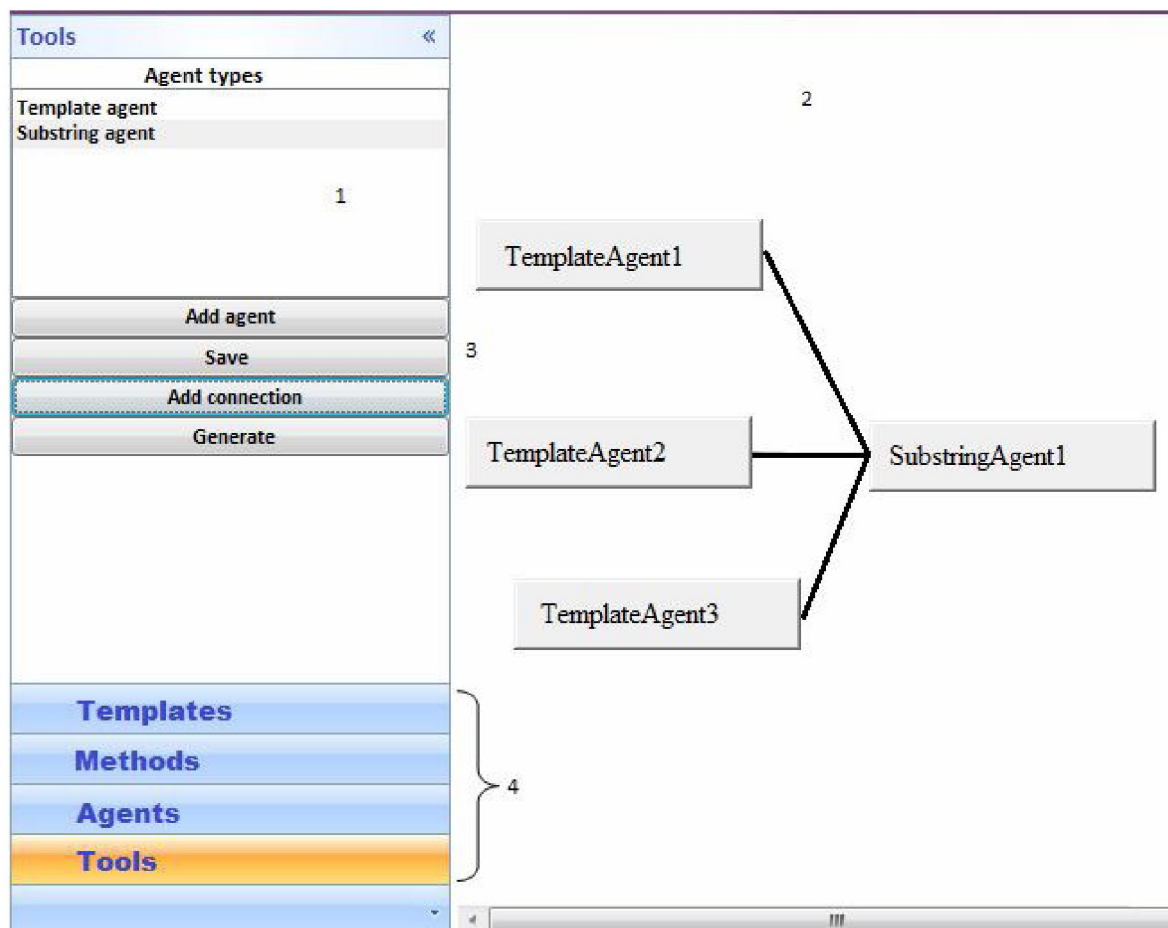 Tools «
Agent types
Template agent
Substring agent
1
Add agent
Save
Add connection
Generate
Templates
Methods
Agents
Tools
2
TemplateAgent1
3
TemplateAgent2
SubstringAgent1
TemplateAgent3
4